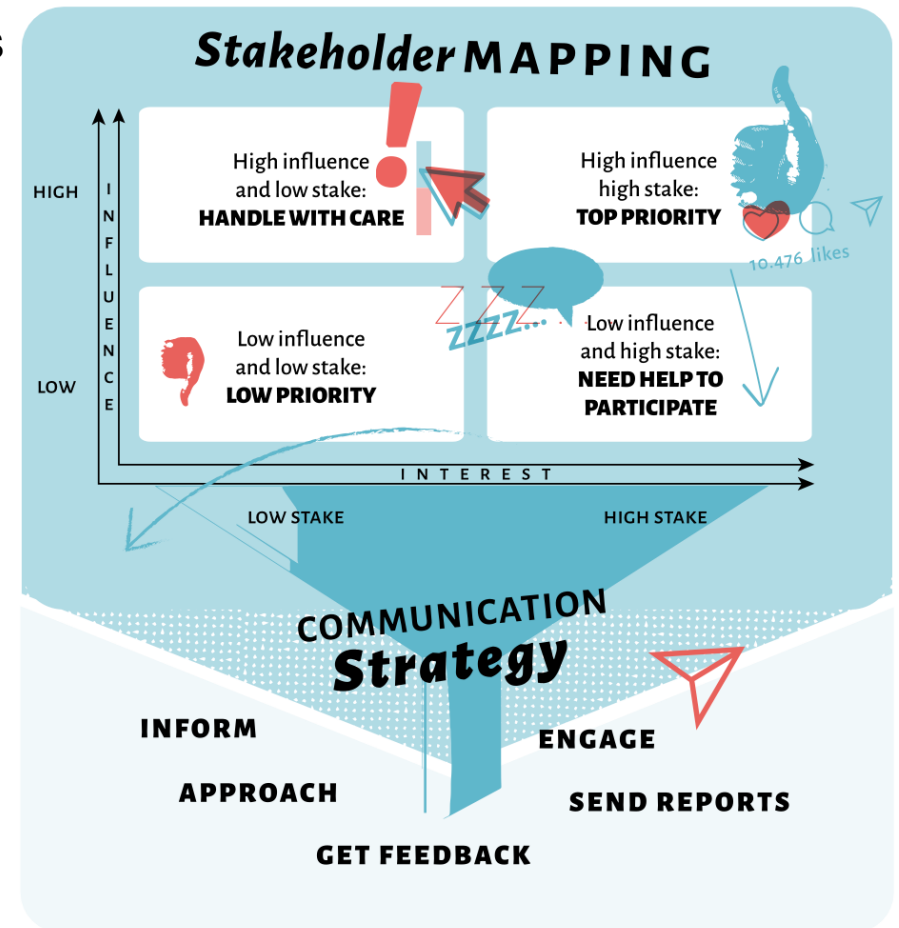 S
Stakeholder MAPPING
HIGH
LOW
INFLUENCE
High influence
and low stake:
HANDLE WITH CARE
High influence
high stake:
TOP PRIORITY
10.476 likes
Low influence
and low stake:
LOW PRIORITY
ZZZ...
ZZZZ...
Low influence
and high stake:
NEED HELP TO
PARTICIPATE
INTEREST
LOW STAKE
HIGH STAKE
COMMUNICATION
Strategy
INFORM
ENGAGE
APPROACH
SEND REPORTS
GET FEEDBACK